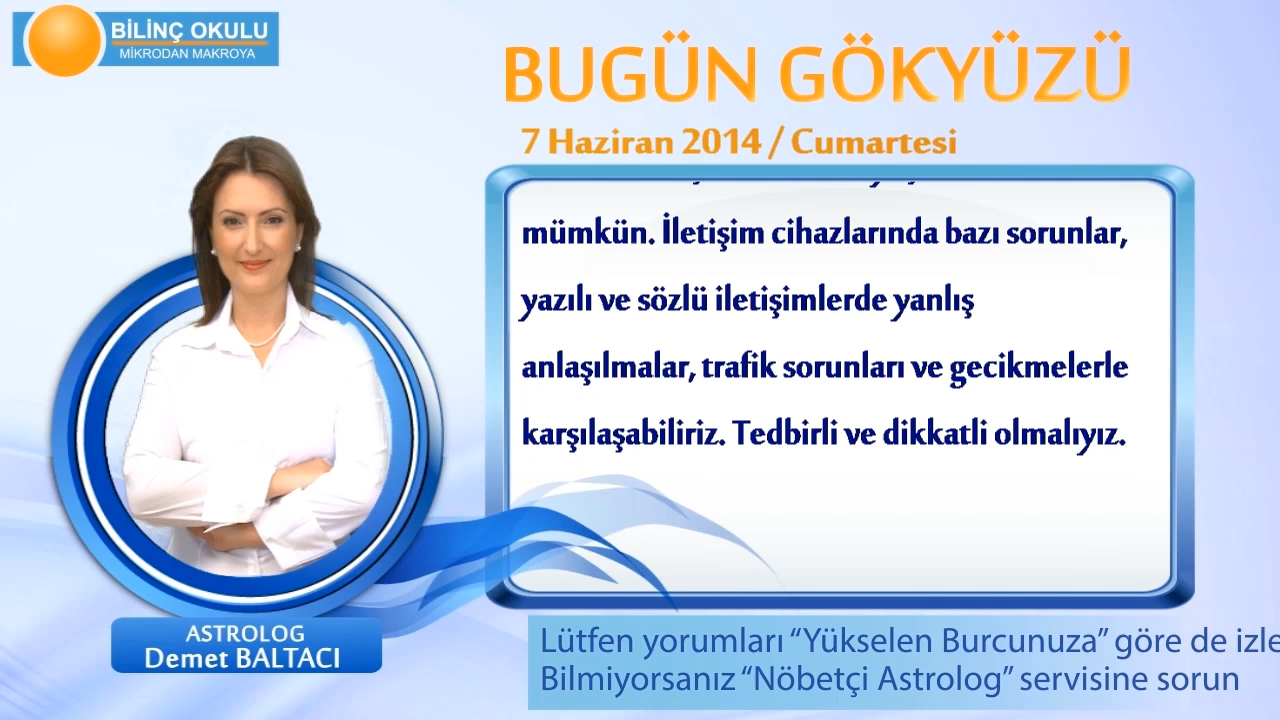 BİLİNÇ OKULU
MİKRODAN MAKROYA
BUGÜN GÖKYÜZÜ
7 Haziran 2014 / Cumartesi
mümkün. İletişim cihazlarında bazı sorunlar,
yazılı ve sözlü iletişimlerde yanlış
anlaşılmalar, trafik sorunları ve gecikmelerle
karşılaşabiliriz. Tedbirli ve dikkatli olmalıyız.
ASTROLOG
Demet BALTACI
Lütfen yorumları “Yükselen Burcunuza” göre de izle
Bilmiyorsanız “Nöbetçi Astrolog” servisine sorun